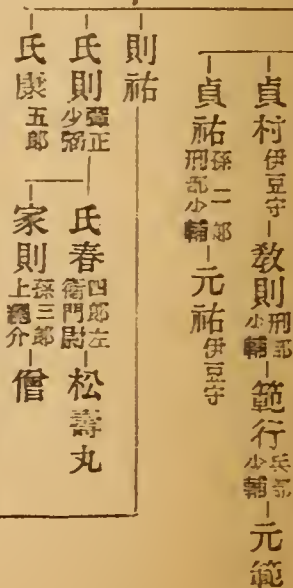 貞村 伊豆守 教則 刑部少輔 範行 兵部少輔 元範
貞祐 孫二郎 刑部少輔 元祐 伊豆守
則祐
氏則 彈正少弼 氏春 四郎左衛門尉 松壽丸
家則 孫三郎 上總介 僧
氏康 五郎